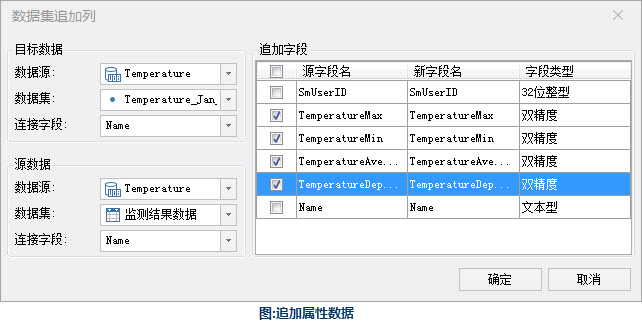 数据集追加列
目标数据
数据源: Temperature
数据集: Temperature_Jan_
连接字段: Name
源数据
数据源: Temperature
数据集: 监测结果数据
连接字段: Name
追加字段
源字段名 新字段名 字段类型
SmUserID SmUserID 32位整型
TemperatureMax TemperatureMax 双精度
TemperatureMin TemperatureMin 双精度
TemperatureAve... TemperatureAve... 双精度
TemperatureDep... TemperatureDep... 双精度
Name Name 文本型
确定 取消
图:追加属性数据